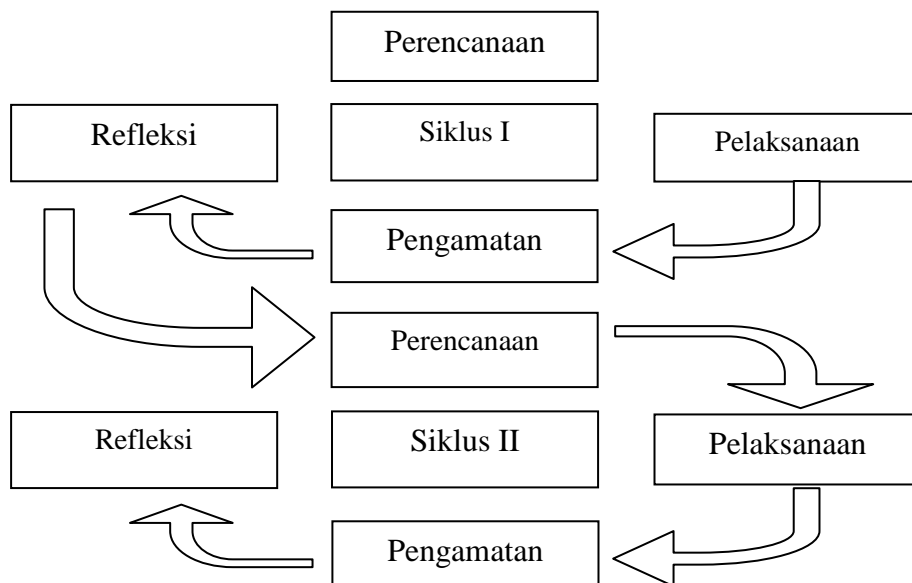 Perencanaan
Refleksi
Siklus I
Pelaksanaan
Pengamatan
Perencanaan
Refleksi
Siklus II
Pelaksanaan
Pengamatan